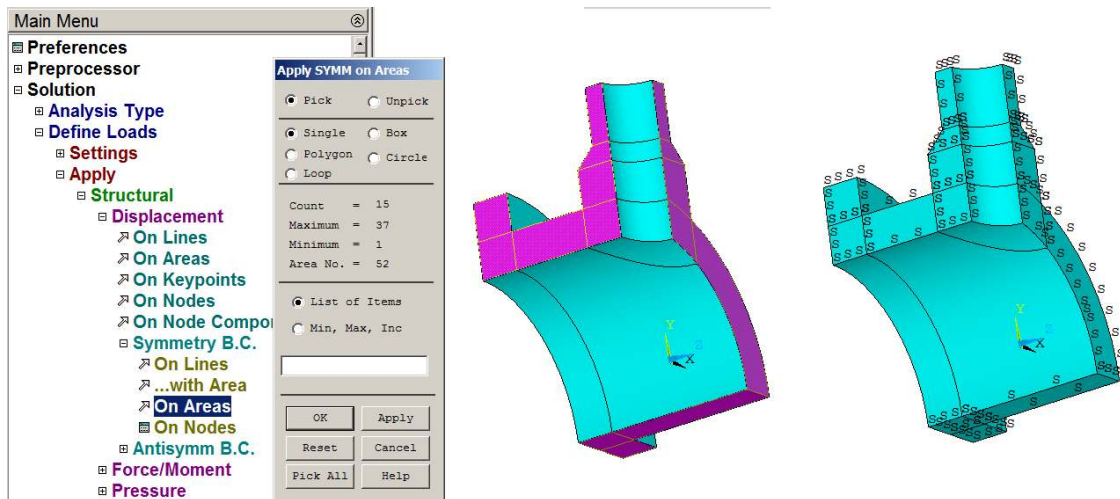 Main Menu
Preferences
Preprocessor
Solution
Analysis Type
Define Loads
Settings
Apply
Structural
Displacement
On Lines
On Areas
On Keypoints
On Nodes
On Node Compo
Symmetry B.C.
On Lines
...with Area
On Areas
On Nodes
Antisymm B.C.
Force/Moment
Pressure
Apply SYMM on Areas
Pick Unpick
Single Box
Polygon Circle
Loop
Count = 15
Maximum = 37
Minimum = 1
Area No. = 52
List of Items
Min, Max, Inc
OK Apply
Reset Cancel
Pick All Help
Y
Z
X
Y
Z
X